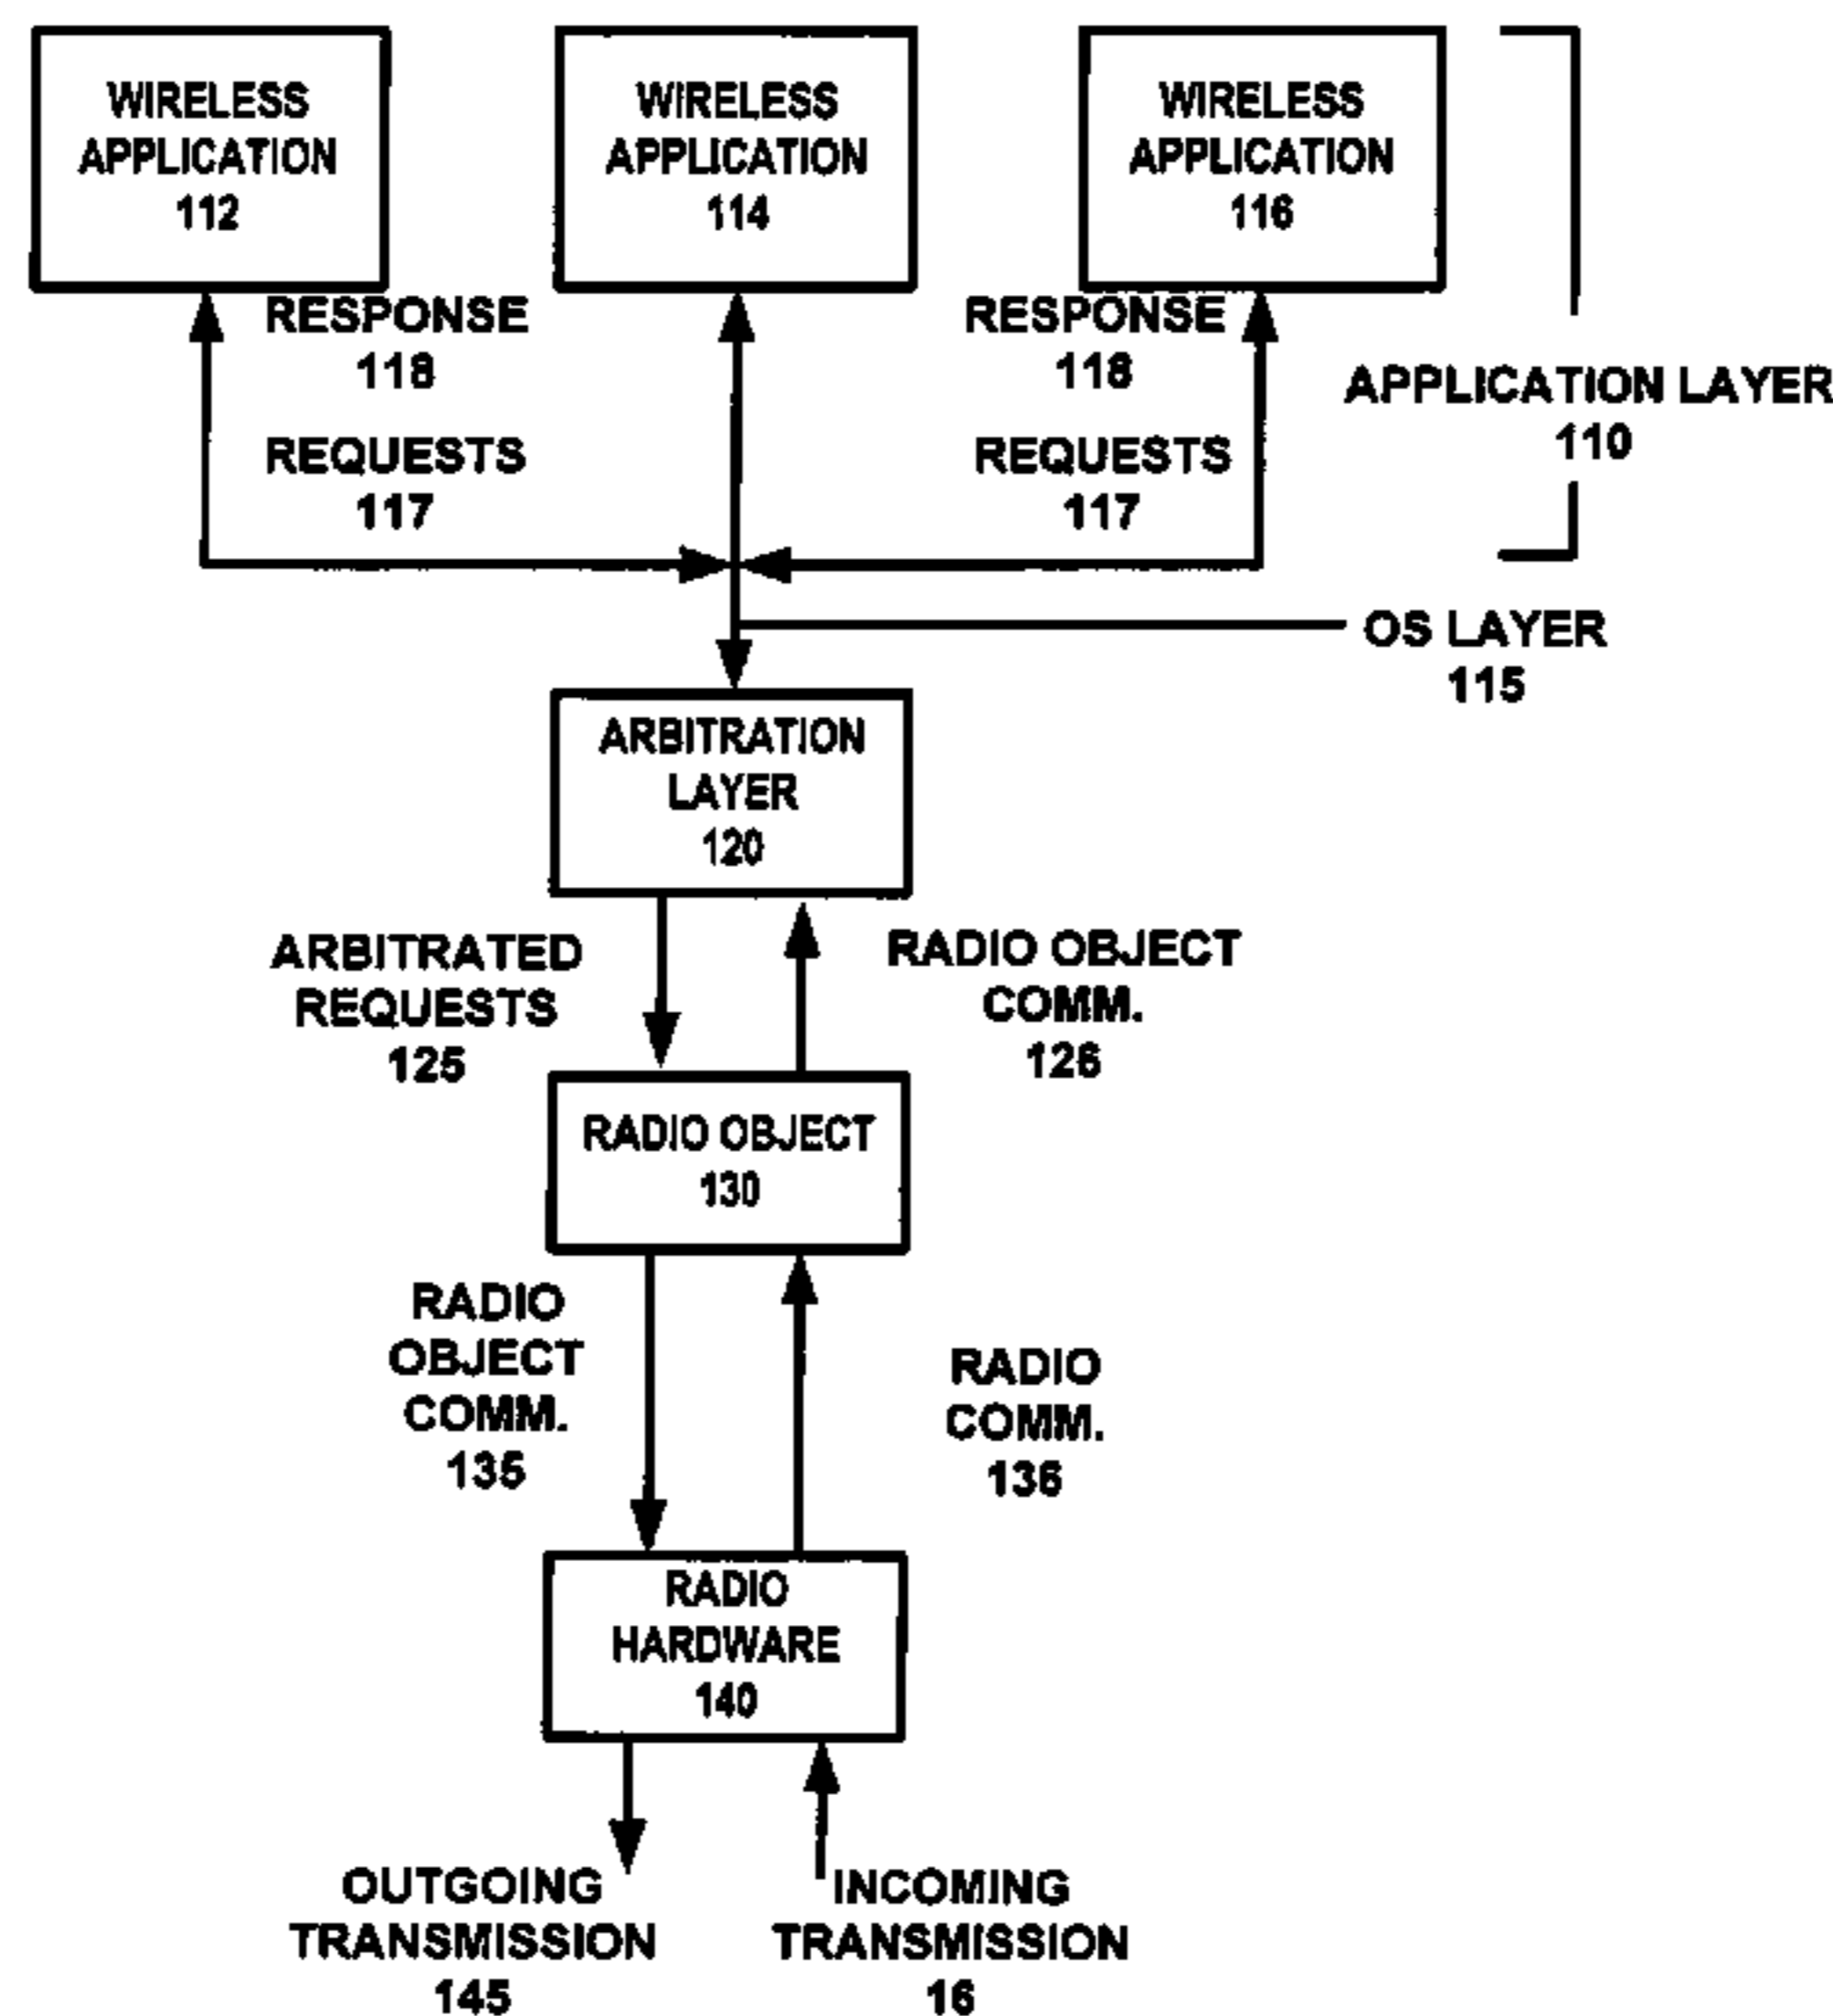 WIRELESS
APPLICATION
112
WIRELESS
APPLICATION
114
WIRELESS
APPLICATION
116
RESPONSE
118
REQUESTS
117
RESPONSE
118
REQUESTS
117
APPLICATION LAYER
110
OS LAYER
115
ARBITRATION
LAYER
120
ARBITRATED
REQUESTS
125
RADIO OBJECT
COMM.
126
RADIO OBJECT
130
RADIO
OBJECT
COMM.
135
RADIO
COMM.
136
RADIO
HARDWARE
140
OUTGOING
TRANSMISSION
145
INCOMING
TRANSMISSION
16